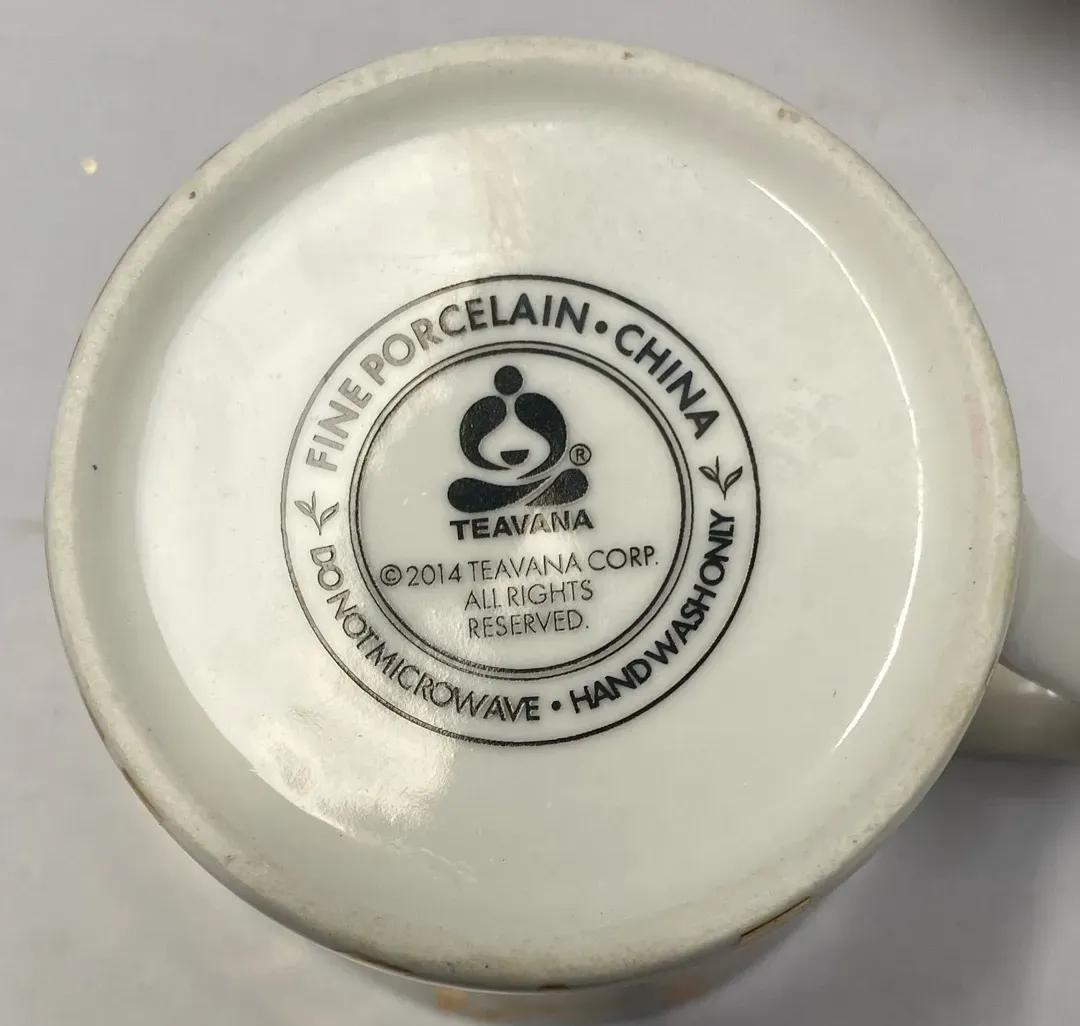 FINE PORCELAIN • CHINA
TEAVANA®
© 2014 TEAVANA CORP.
ALL RIGHTS
RESERVED.
DO NOT MICROWAVE • HAND WASH ONLY